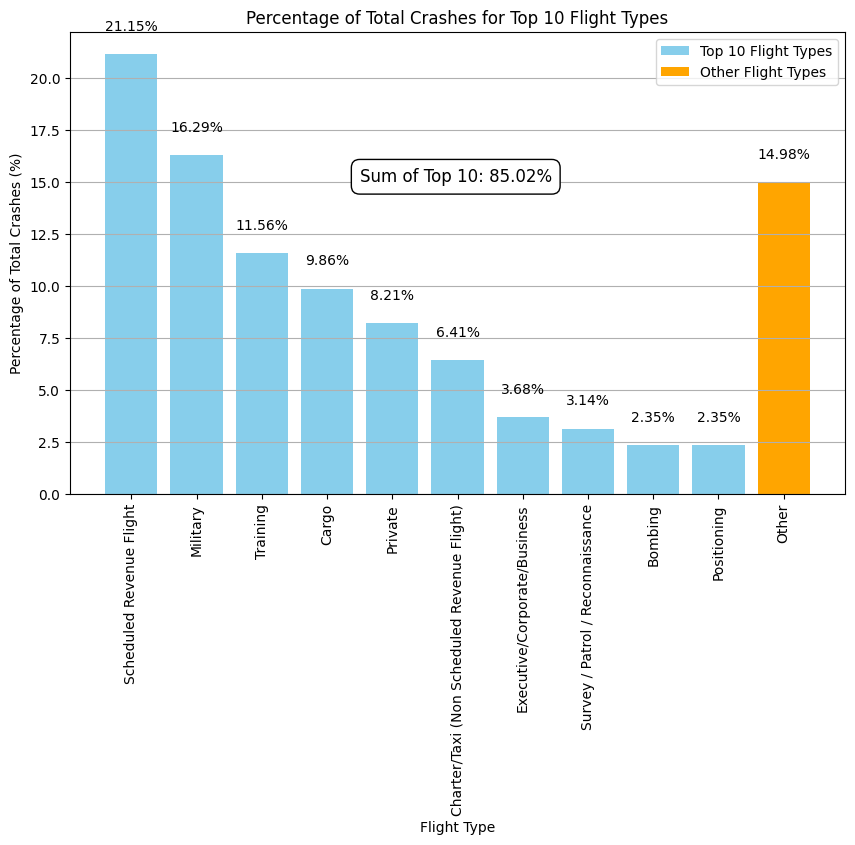 Percentage of Total Crashes for Top 10 Flight Types
Top 10 Flight Types
Other Flight Types
Sum of Top 10: 85.02%
21.15%
16.29%
11.56%
9.86%
8.21%
6.41%
3.68%
3.14%
2.35%
2.35%
14.98%
Percentage of Total Crashes (%)
20.0
17.5
15.0
12.5
10.0
7.5
5.0
2.5
0.0
Scheduled Revenue Flight
Military
Training
Cargo
Private
Charter/Taxi (Non Scheduled Revenue Flight)
Executive/Corporate/Business
Survey / Patrol / Reconnaissance
Bombing
Positioning
Other
Flight Type